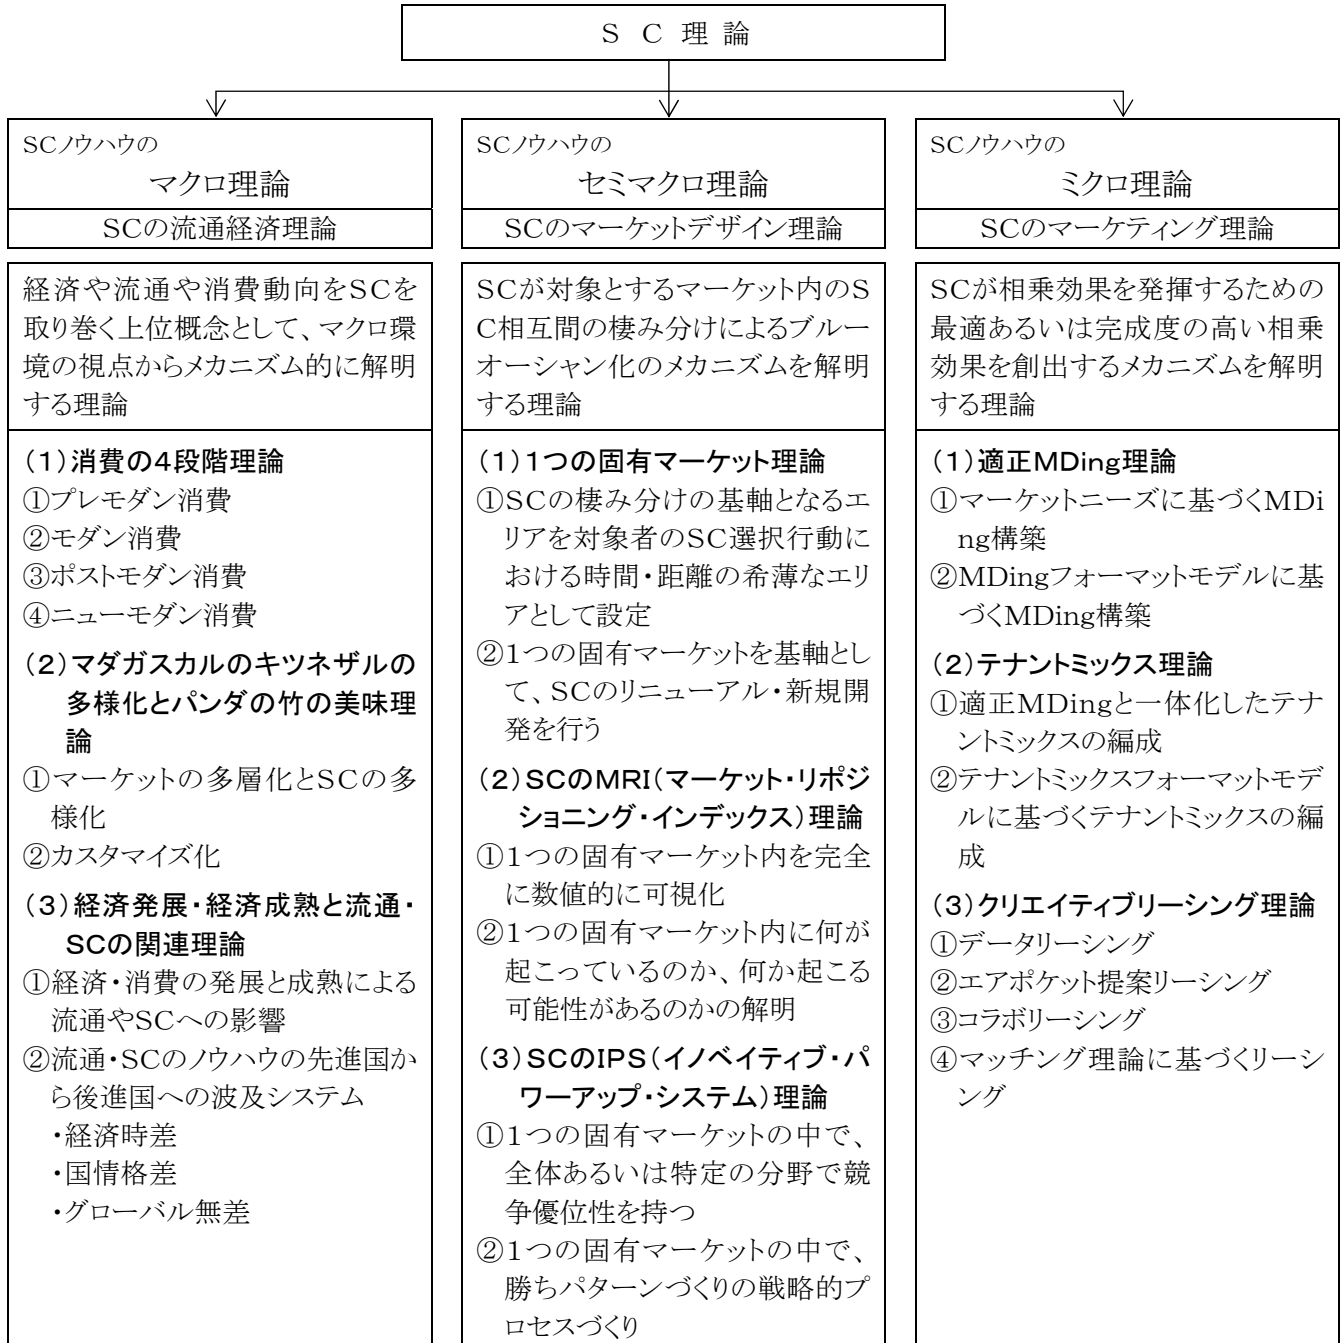 SC理論
SCノウハウの
マクロ理論
SCの流通経済理論
経済や流通や消費動向をSCを
取り巻く上位概念として、マクロ環
境の視点からメカニズム的に解明
する理論
(1)消費の4段階理論
①プレモダン消費
②モダン消費
③ポストモダン消費
④ニューモダン消費
(2)マダガスカルのキツネザルの
多様化とパンダの竹の美味理
論
①マーケットの多層化とSCの多
様化
②カスタマイズ化
(3)経済発展・経済成熟と流通・
SCの関連理論
①経済・消費の発展と成熟による
流通やSCへの影響
②流通・SCのノウハウの先進国か
ら後進国への波及システム
・経済時差
・国情格差
・グローバル無差
SCノウハウの
セミマクロ理論
SCのマーケットデザイン理論
SCが対象とするマーケット内のS
C相互間の棲み分けによるブルー
オーシャン化のメカニズムを解明
する理論
(1)1つの固有マーケット理論
①SCの棲み分けの基軸となるエ
リアを対象者のSC選択行動に
おける時間・距離の希薄なエリ
アとして設定
②1つの固有マーケットを基軸とし
て、SCのリニューアル・新規開
発を行う
(2)SCのMRI(マーケット・リポジ
ショニング・インデックス)理論
①1つの固有マーケット内を完全
に数値的に可視化
②1つの固有マーケット内に何が
起こっているのか、何か起こる
可能性があるのかの解明
(3)SCのIPS(イノベイティブ・パ
ワーアップ・システム)理論
①1つの固有マーケットの中で、
全体あるいは特定の分野で競
争優位性を持つ
②1つの固有マーケットの中で、
勝ちパターンづくりの戦略的プ
ロセスづくり
SCノウハウの
ミクロ理論
SCのマーケティング理論
SCが相乗効果を発揮するための
最適あるいは完成度の高い相乗
効果を創出するメカニズムを解明
する理論
(1)適正MDing理論
①マーケットニーズに基づくMDi
ng構築
②MDingフォーマットモデルに基
づくMDing構築
(2)テナントミックス理論
①適正MDingと一体化したテナ
ントミックスの編成
②テナントミックスフォーマットモデ
ルに基づくテナントミックスの編
成
(3)クリエイティブリーシング理論
①データリーシング
②エアポケット提案リーシング
③コラボリーシング
④マッチング理論に基づくリーシ
ング